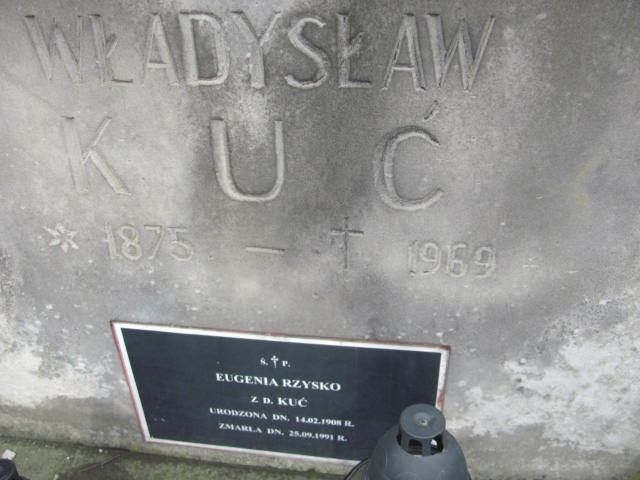 WŁADYSŁAW
KUĆ
* 1875 – † 1969
Ś. † P.
EUGENIA RZYSKO
Z D. KUĆ
URODZONA DN. 14.02.1908 R.
ZMARŁA DN. 25.09.1991 R.